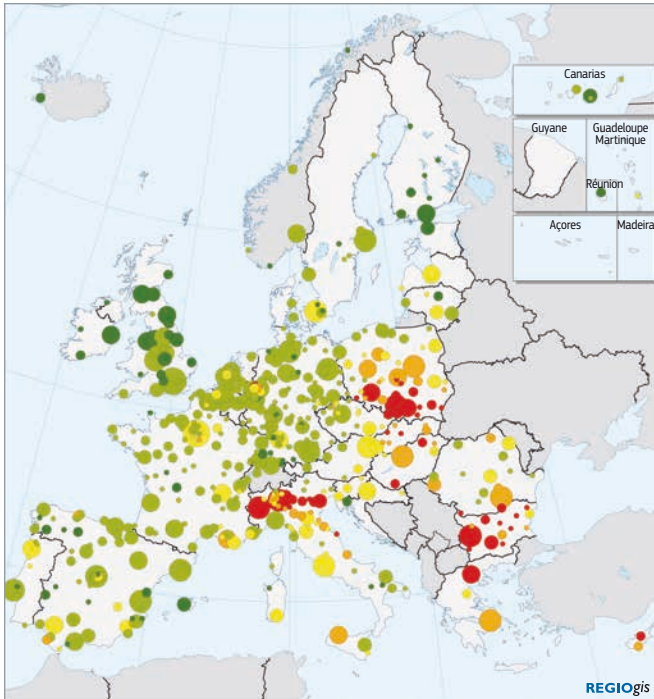 Canarias
Guyane
Guadeloupe
Martinique
Réunion
Açores
Madeira
REGIOgis